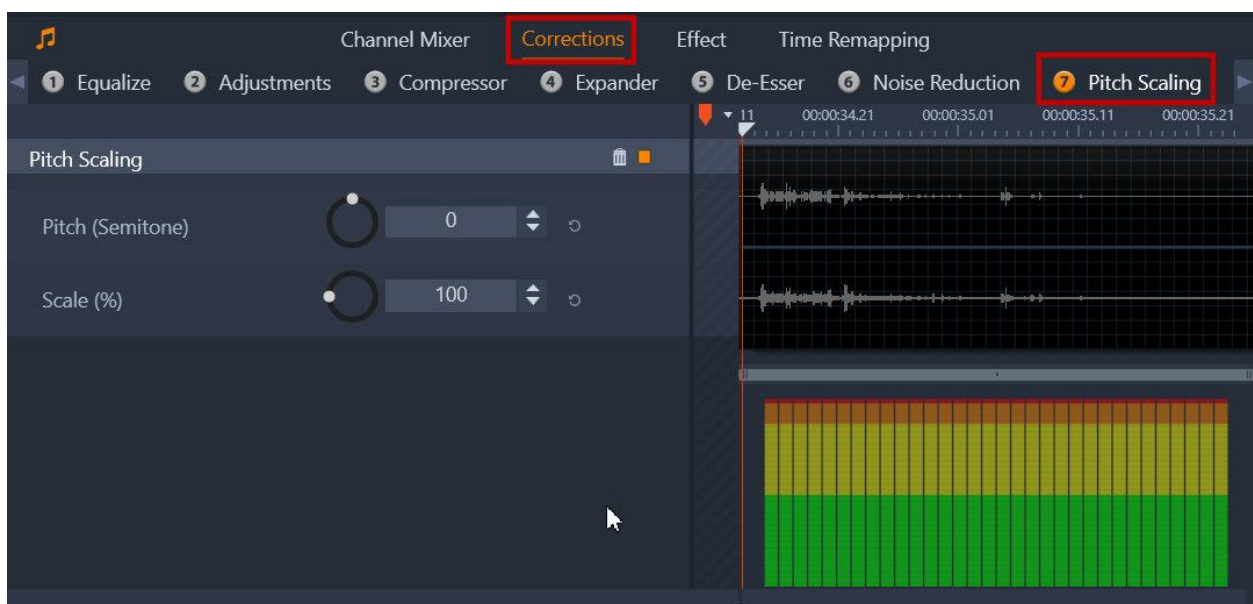 Channel Mixer Corrections Effect Time Remapping
1 Equalize 2 Adjustments 3 Compressor 4 Expander 5 De-Esser 6 Noise Reduction 7 Pitch Scaling
11 00:00:34.21 00:00:35.01 00:00:35.11 00:00:35.21
Pitch Scaling
Pitch (Semitone) 0
Scale (%) 100